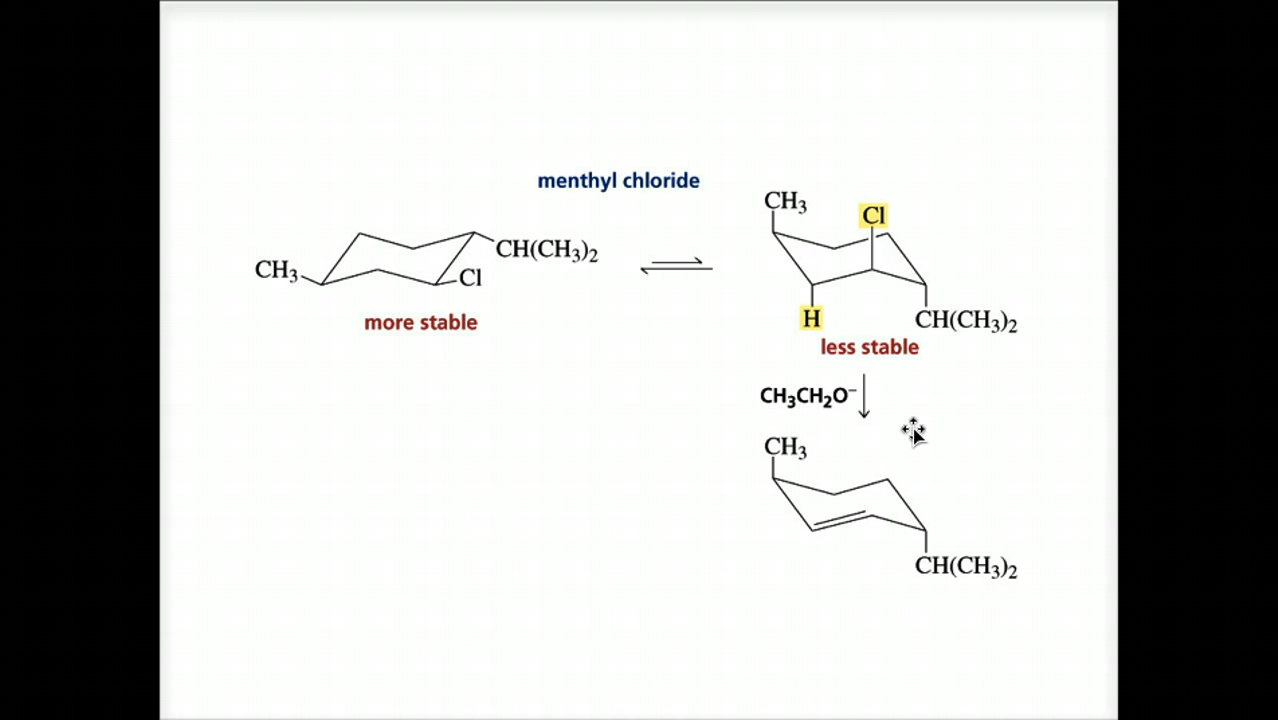 menthyl chloride
CH₃
CH(CH₃)₂
Cl
more stable
CH₃
Cl
H
CH(CH₃)₂
less stable
CH₃CH₂O⁻
CH₃
CH(CH₃)₂